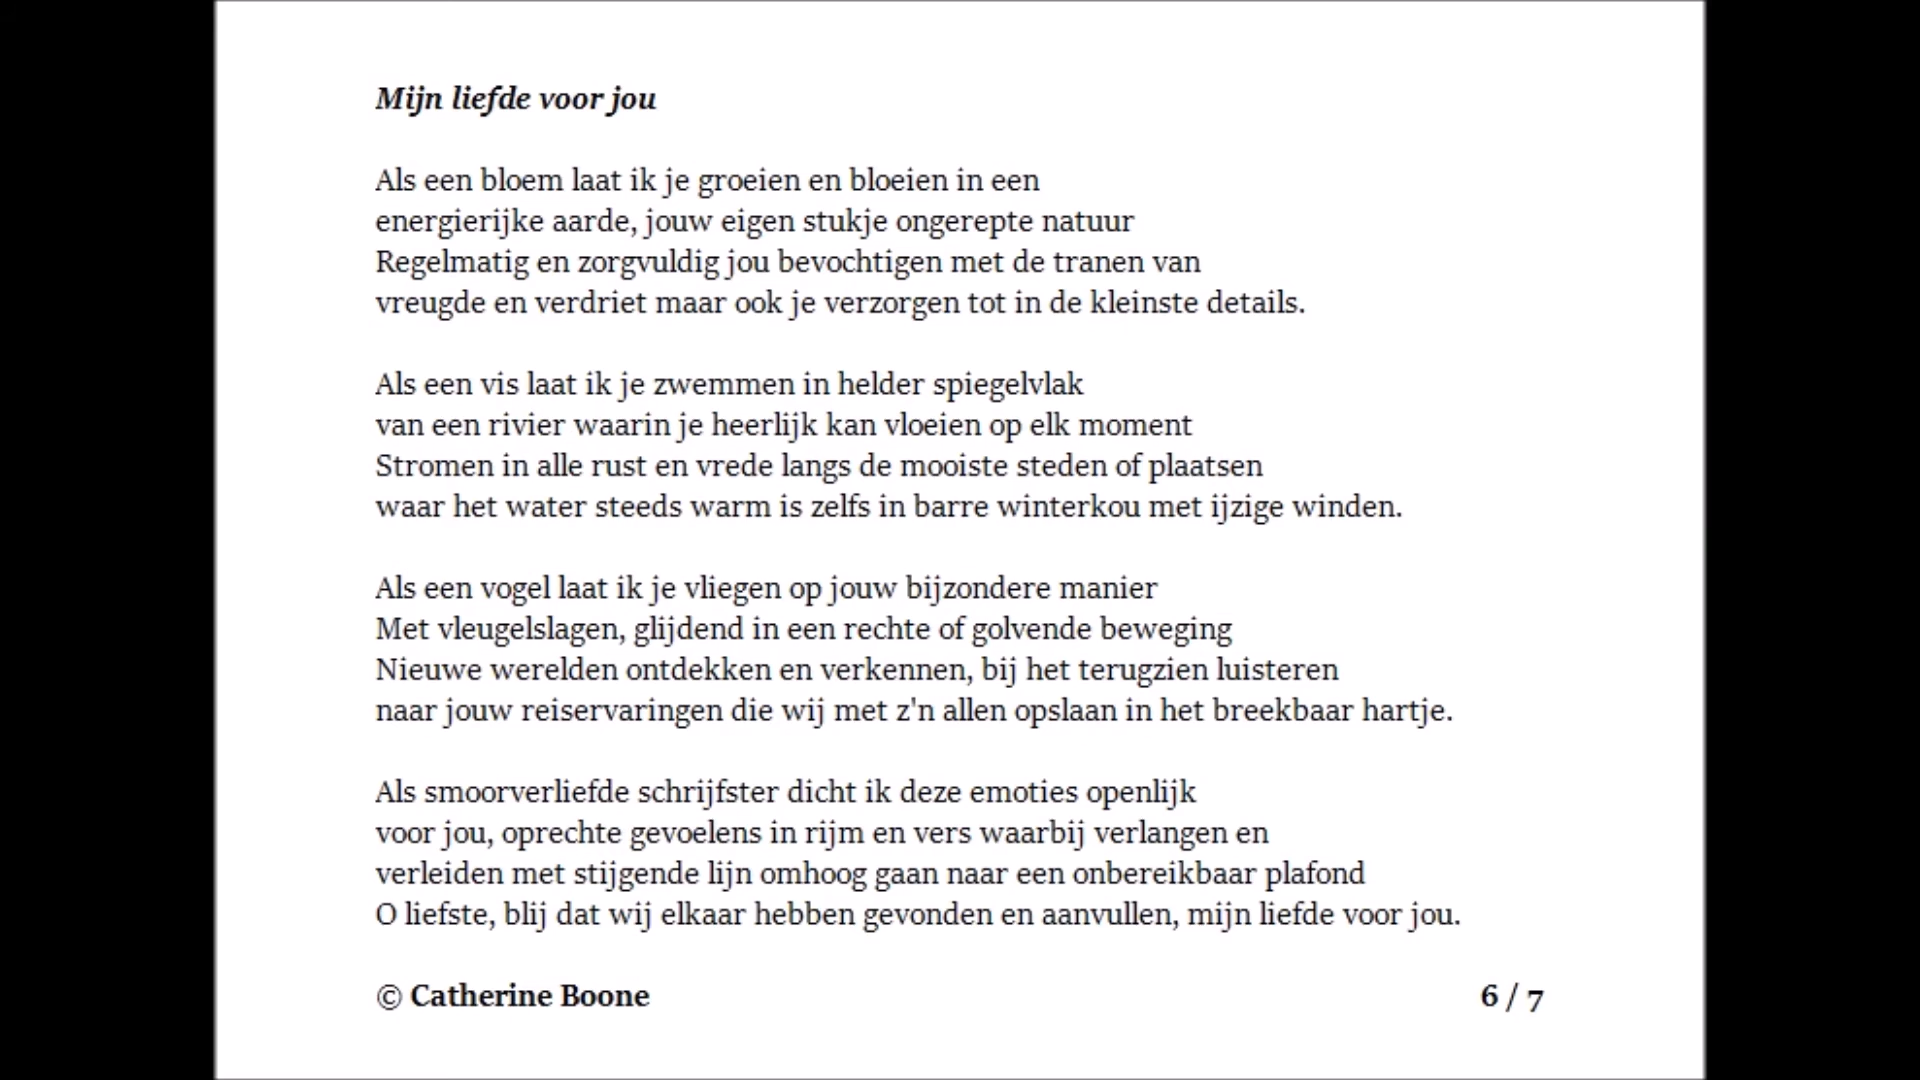 Mijn liefde voor jou
Als een bloem laat ik je groeien en bloeien in een
energierijke aarde, jouw eigen stukje ongerepte natuur
Regelmatig en zorgvuldig jou bevochtigen met de tranen van
vreugde en verdriet maar ook je verzorgen tot in de kleinste details.
Als een vis laat ik je zwemmen in helder spiegelvlak
van een rivier waarin je heerlijk kan vloeien op elk moment
Stromen in alle rust en vrede langs de mooiste steden of plaatsen
waar het water steeds warm is zelfs in barre winterkou met ijzige winden.
Als een vogel laat ik je vliegen op jouw bijzondere manier
Met vleugelslagen, glijdend in een rechte of golvende beweging
Nieuwe werelden ontdekken en verkennen, bij het terugzien luisteren
naar jouw reiservaringen die wij met z'n allen opslaan in het breekbaar hartje.
Als smoorverliefde schrijfster dicht ik deze emoties openlijk
voor jou, oprechte gevoelens in rijm en vers waarbij verlangen en
verleiden met stijgende lijn omhoog gaan naar een onbereikbaar plafond
O liefste, blij dat wij elkaar hebben gevonden en aanvullen, mijn liefde voor jou.
© Catherine Boone 6 / 7